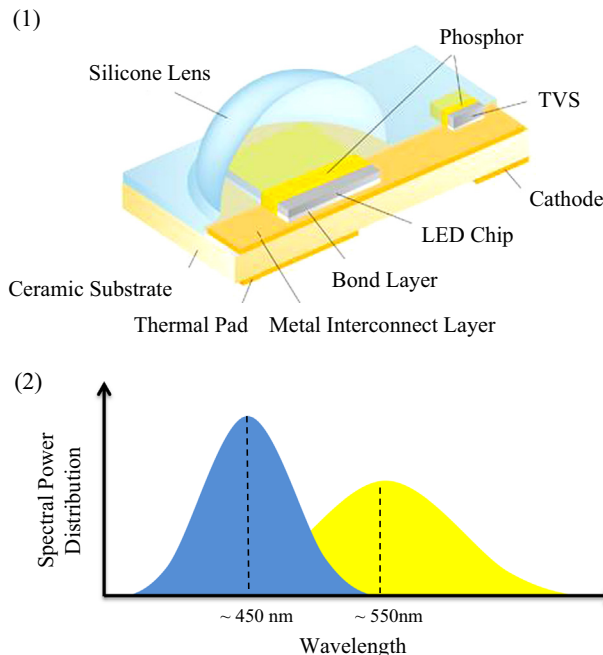 (1)
Phosphor
Silicone Lens
TVS
Cathode
LED Chip
Bond Layer
Ceramic Substrate
Thermal Pad
Metal Interconnect Layer
(2)
Spectral Power
Distribution
~ 450 nm
~ 550nm
Wavelength